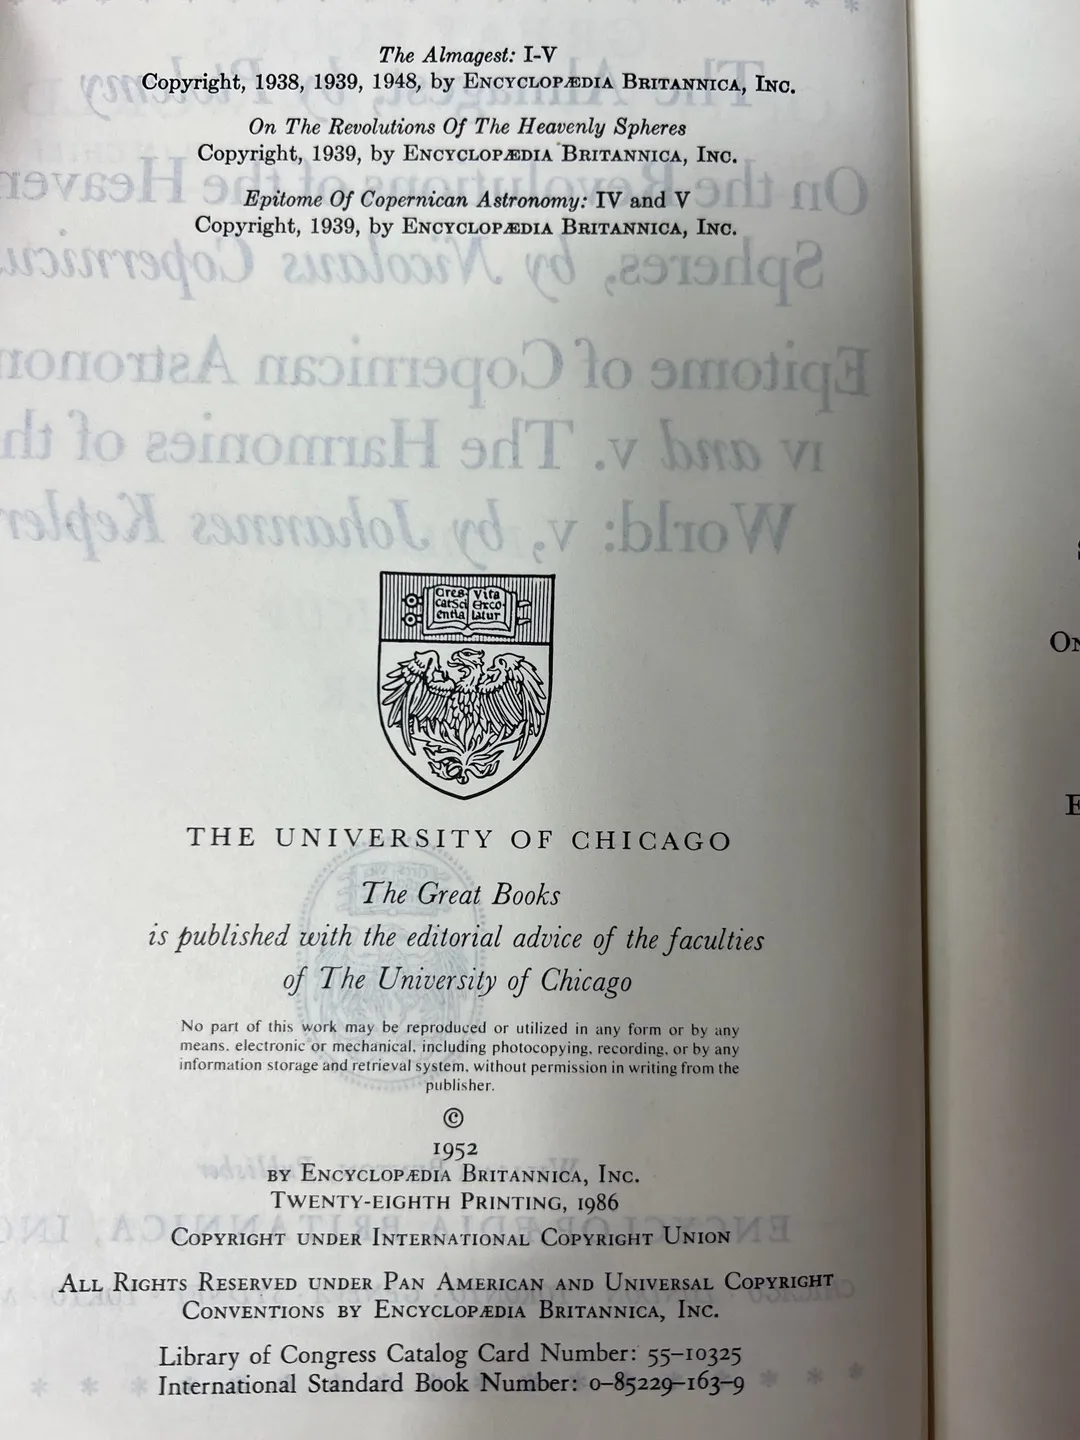 The Almagest: I-V
Copyright, 1938, 1939, 1948, by ENCYCLOPÆDIA BRITANNICA, INC.
On The Revolutions Of The Heavenly Spheres
Copyright, 1939, by ENCYCLOPÆDIA BRITANNICA, INC.
Epitome Of Copernican Astronomy: IV and V
Copyright, 1939, by ENCYCLOPÆDIA BRITANNICA, INC.
Cres Vita
cat Sci Exco
entia latur
THE UNIVERSITY OF CHICAGO
The Great Books
is published with the editorial advice of the faculties
of The University of Chicago
No part of this work may be reproduced or utilized in any form or by any
means, electronic or mechanical, including photocopying, recording, or by any
information storage and retrieval system, without permission in writing from the
publisher.
©
1952
BY ENCYCLOPÆDIA BRITANNICA, INC.
TWENTY-EIGHTH PRINTING, 1986
COPYRIGHT UNDER INTERNATIONAL COPYRIGHT UNION
ALL RIGHTS RESERVED UNDER PAN AMERICAN AND UNIVERSAL COPYRIGHT
CONVENTIONS BY ENCYCLOPÆDIA BRITANNICA, INC.
Library of Congress Catalog Card Number: 55-10325
International Standard Book Number: 0-85229-163-9